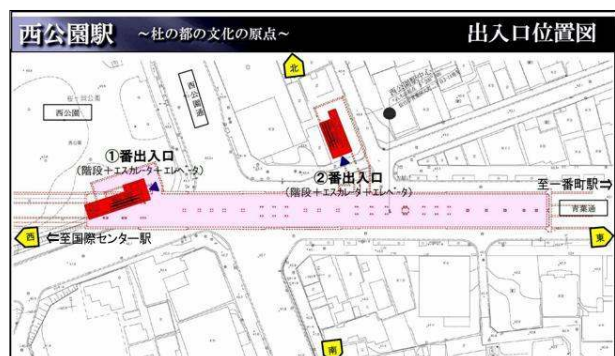 西公園駅 ～杜の都の文化の原点～ 出入口位置図
北
西公園
西公園通
①番出入口
(階段＋エスカレータ＋エレベータ)
②番出入口
(階段＋エスカレータ＋エレベータ)
至一番町駅⇒
青葉通
西
⇐至国際センター駅
東
南